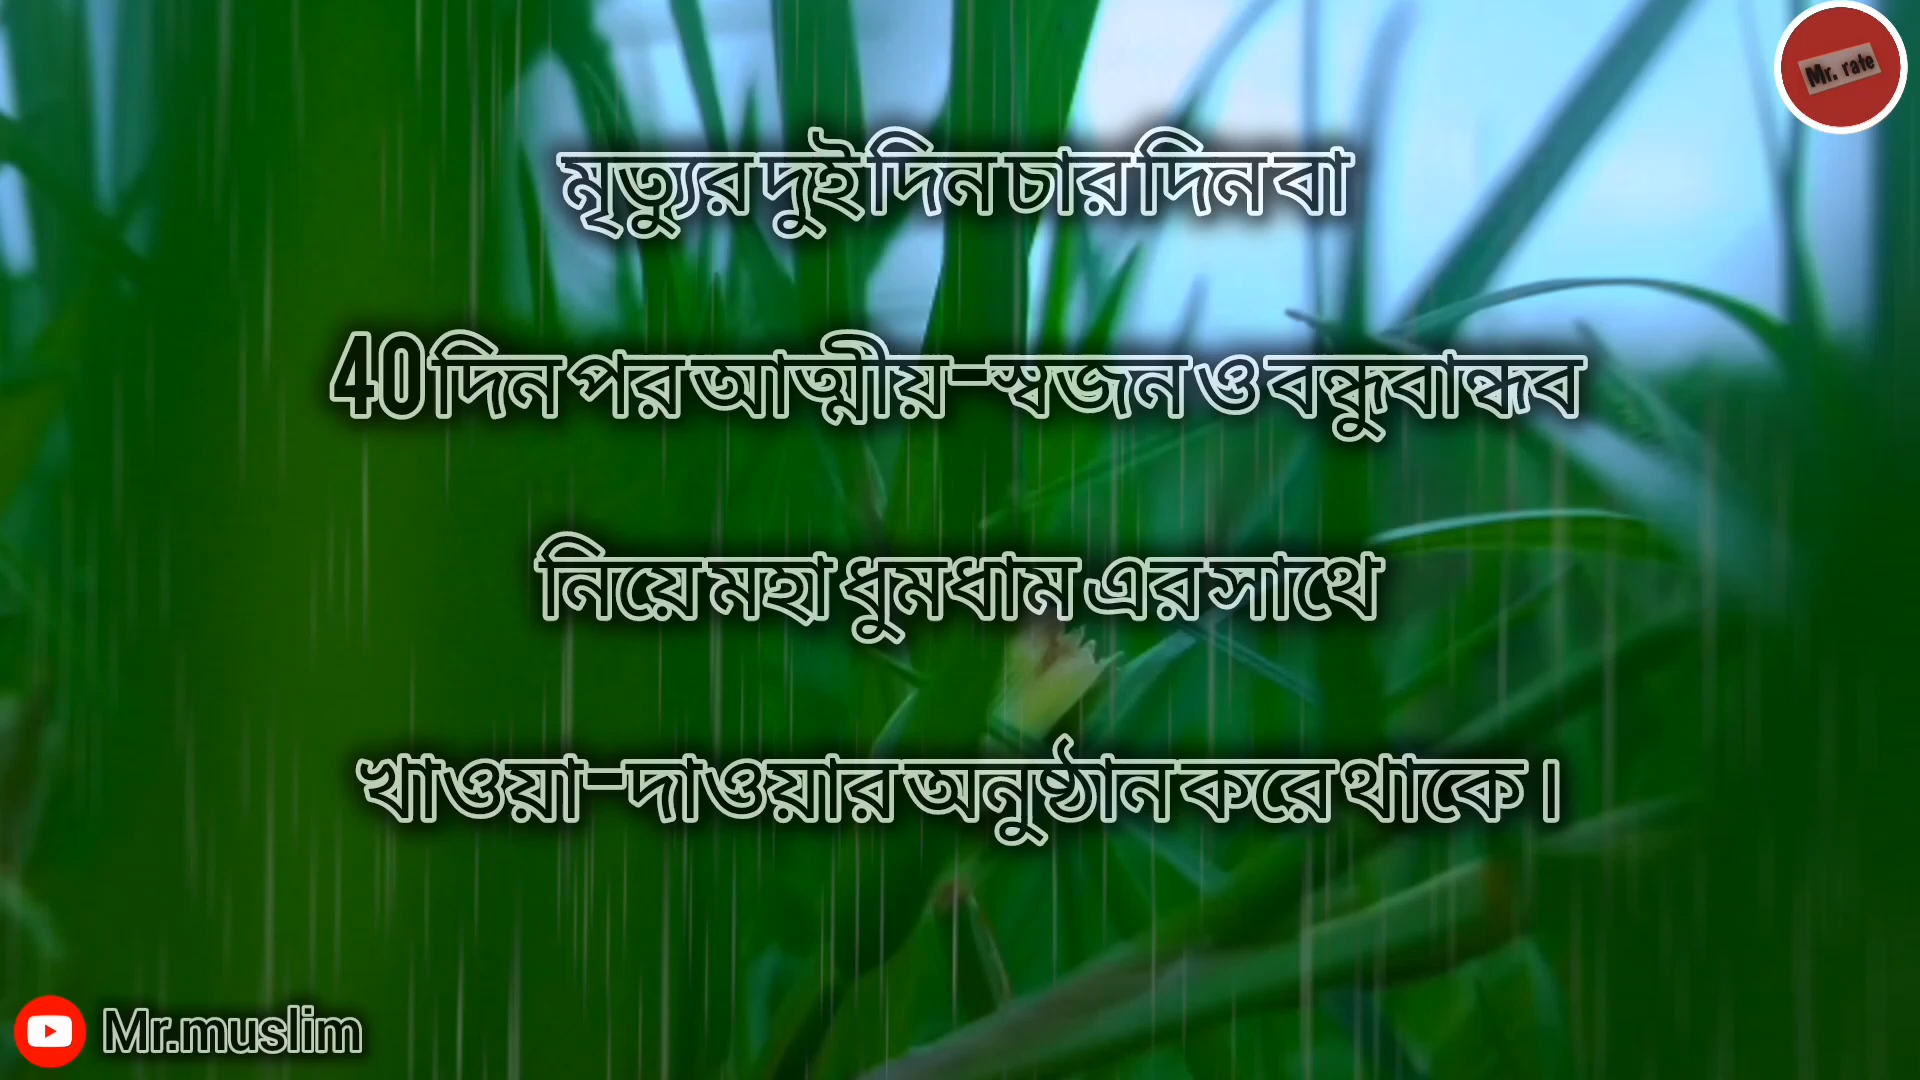 Mr. rate
মৃত্যুর দুই দিন চার দিন বা
40 দিন পর আত্মীয়-স্বজন ও বন্ধুবান্ধব
নিয়ে মহা ধুমধাম এর সাথে
খাওয়া-দাওয়ার অনুষ্ঠান করে থাকে।
Mr.muslim